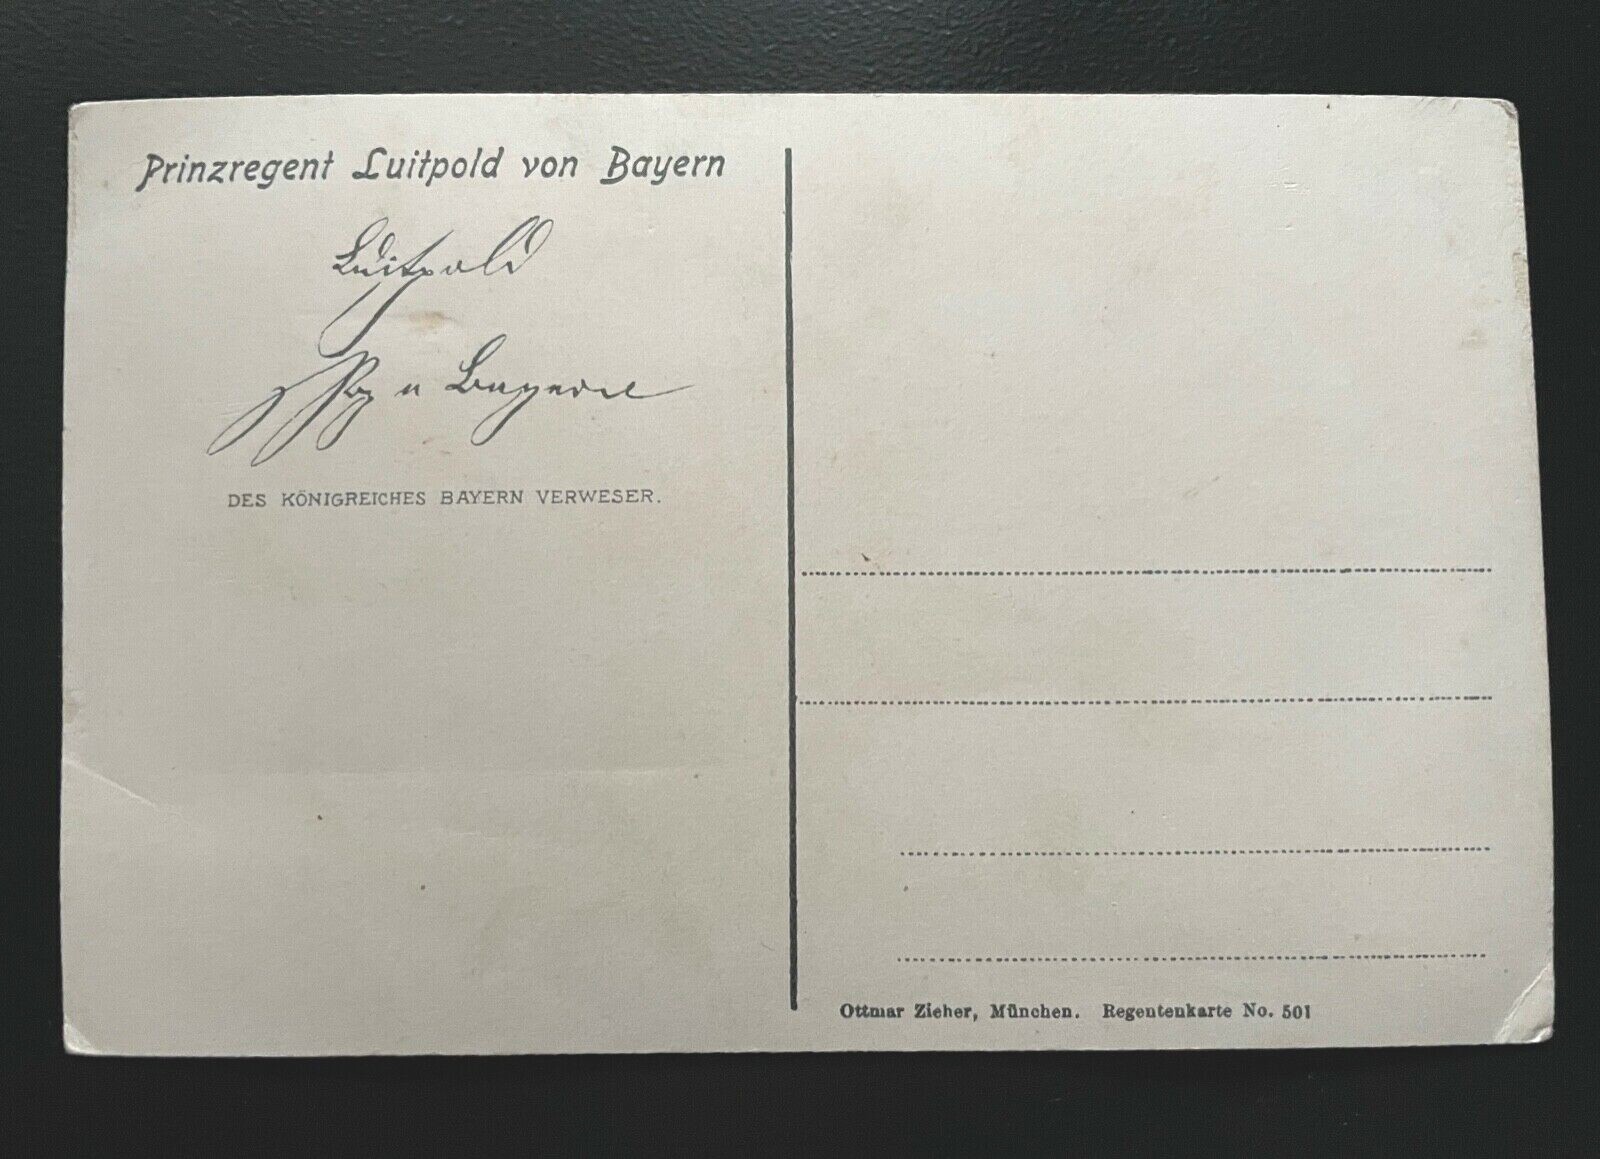 Prinzregent Luitpold von Bayern
Luitpold
Prz v Bayern
DES KÖNIGREICHES BAYERN VERWESER.
Ottmar Zieher, München. Regentenkarte No. 501